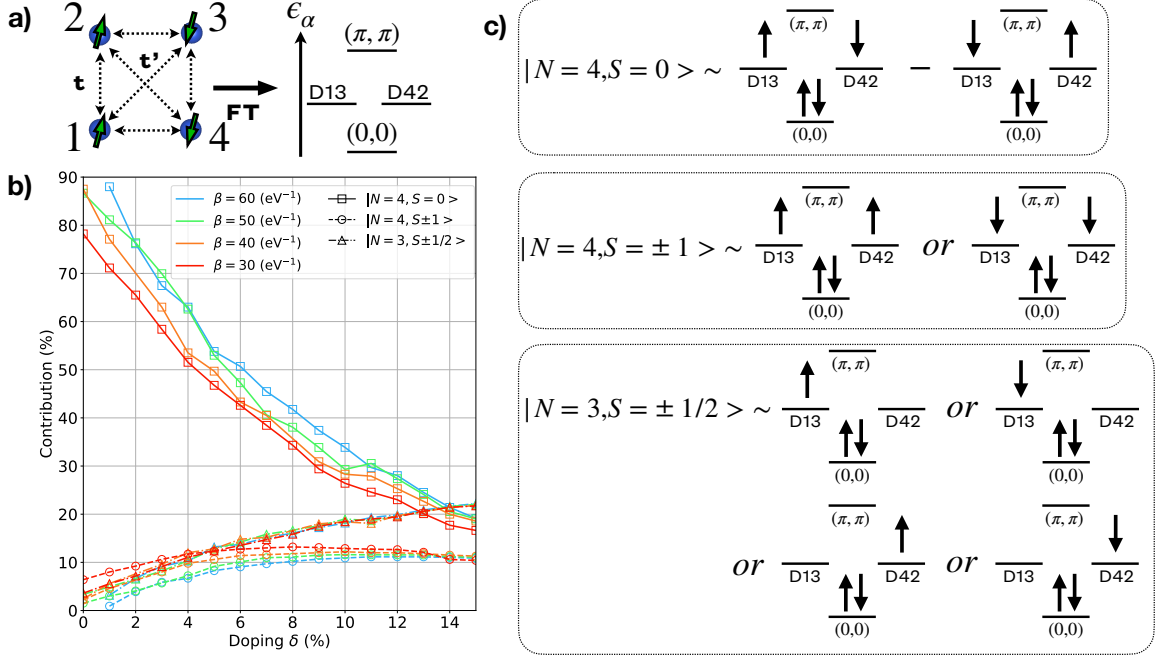 a)
2
3
t
t'
1
4
FT
ϵα
(π, π)
D13 D42
(0,0)
b)
90
80
70
60
50
40
30
20
10
0
Contribution (%)
β = 60 (eV⁻¹)
β = 50 (eV⁻¹)
β = 40 (eV⁻¹)
β = 30 (eV⁻¹)
|N = 4, S = 0 >
|N = 4, S±1 >
|N = 3, S±1/2 >
0 2 4 6 8 10 12 14
Doping δ (%)
c)
(π, π) (π, π)
|N = 4,S = 0 > ∼ D13 D42 − D13 D42
(0,0) (0,0)
(π, π) (π, π)
|N = 4,S = ± 1 > ∼ D13 D42 or D13 D42
(0,0) (0,0)
(π, π) (π, π)
|N = 3,S = ± 1/2 > ∼ D13 D42 or D13 D42
(0,0) (0,0)
(π, π) (π, π)
or D13 D42 or D13 D42
(0,0) (0,0)